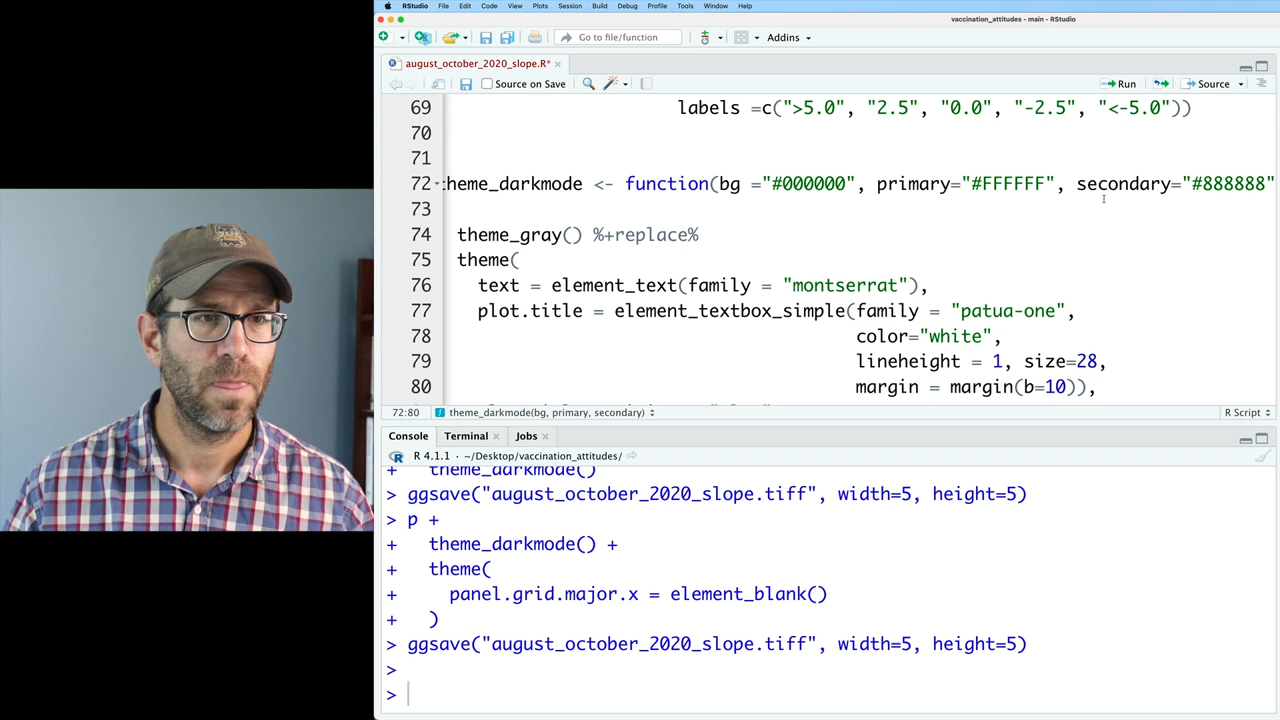 RStudio File Edit Code View Plots Session Build Debug Profile Tools Window Help
vaccination_attitudes - main - RStudio
Go to file/function Addins
august_october_2020_slope.R*
Source on Save Run Source
69 labels =c(">5.0", "2.5", "0.0", "-2.5", "<-5.0"))
70
71
72 theme_darkmode <- function(bg ="#000000", primary="#FFFFFF", secondary="#888888"
73
74 theme_gray() %+replace%
75 theme(
76 text = element_text(family = "montserrat"),
77 plot.title = element_textbox_simple(family = "patua-one",
78 color="white",
79 lineheight = 1, size=28,
80 margin = margin(b=10)),
72:80 theme_darkmode(bg, primary, secondary) R Script
Console Terminal Jobs
R 4.1.1 · ~/Desktop/vaccination_attitudes/
+ theme_darkmode()
> ggsave("august_october_2020_slope.tiff", width=5, height=5)
> p +
+ theme_darkmode() +
+ theme(
+ panel.grid.major.x = element_blank()
+ )
> ggsave("august_october_2020_slope.tiff", width=5, height=5)
>
>